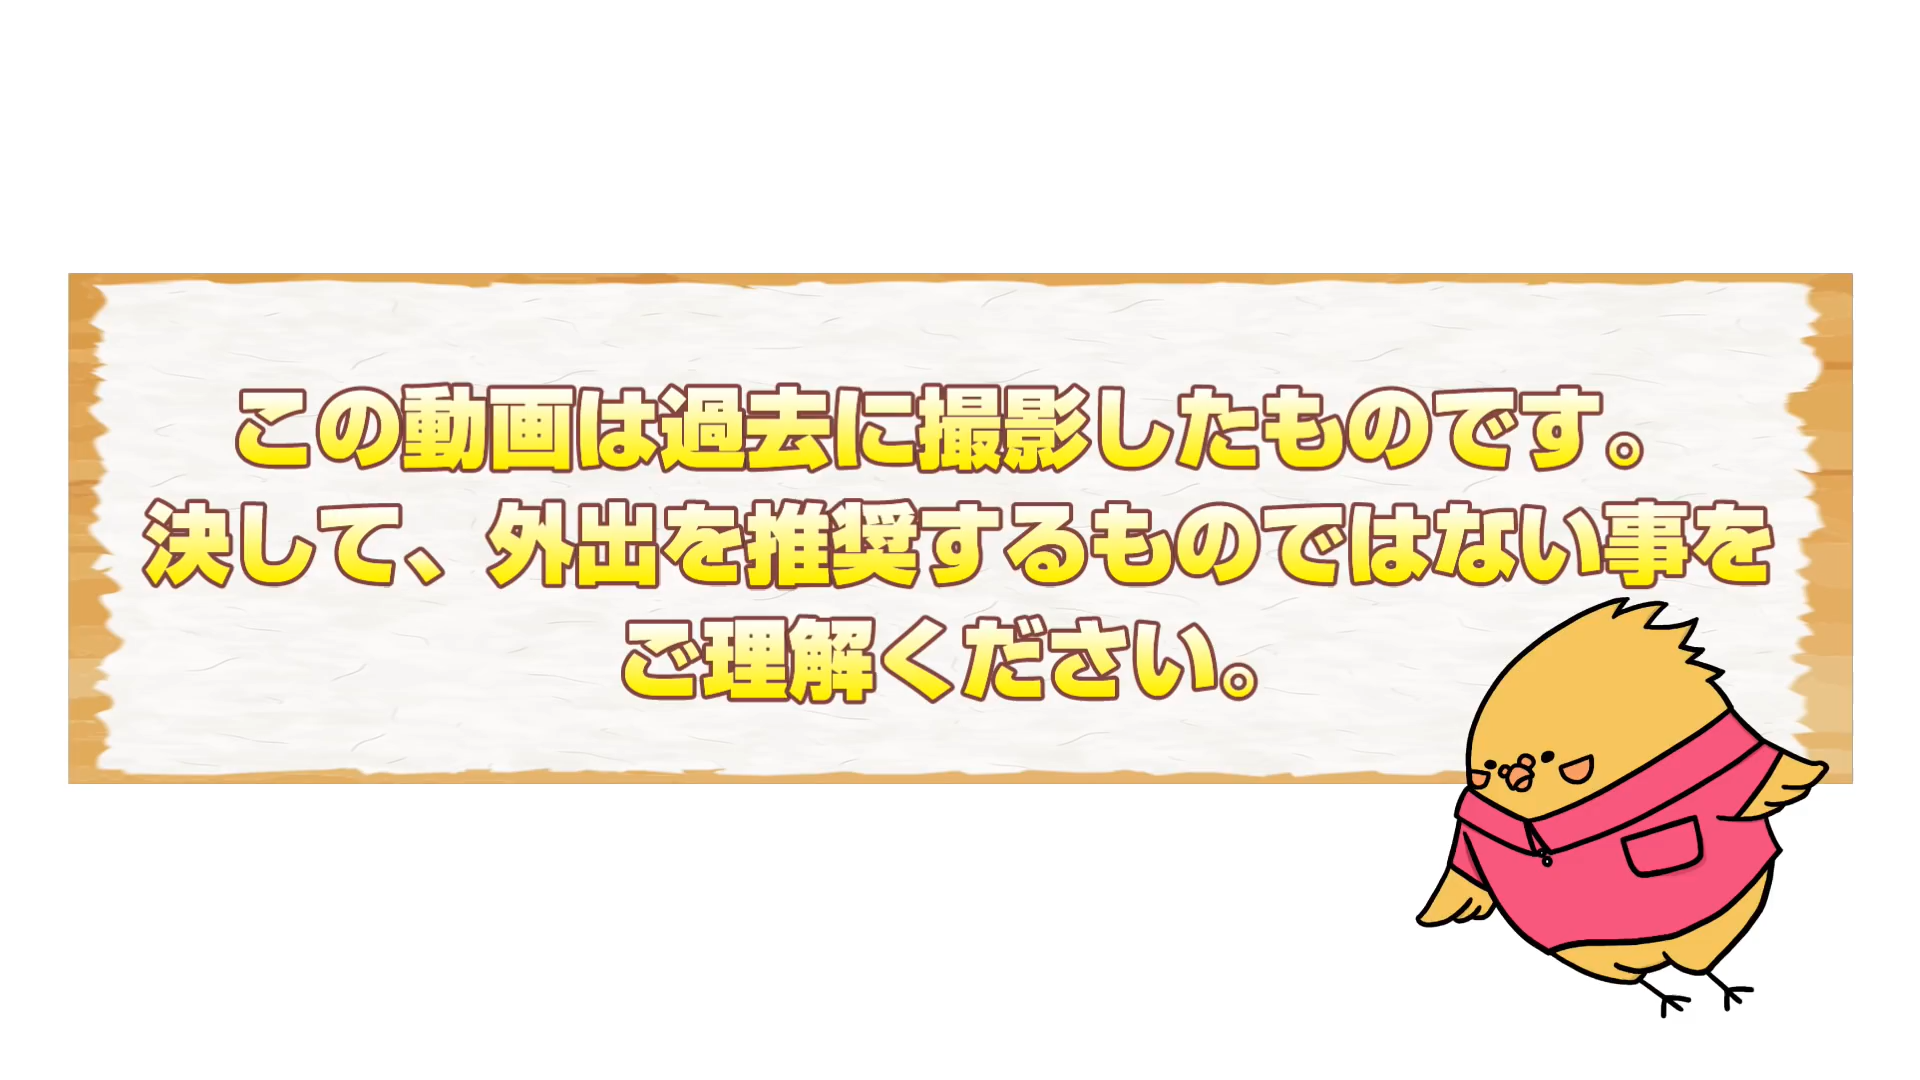 この動画は過去に撮影したものです。
決して、外出を推奨するものではない事を
ご理解ください。